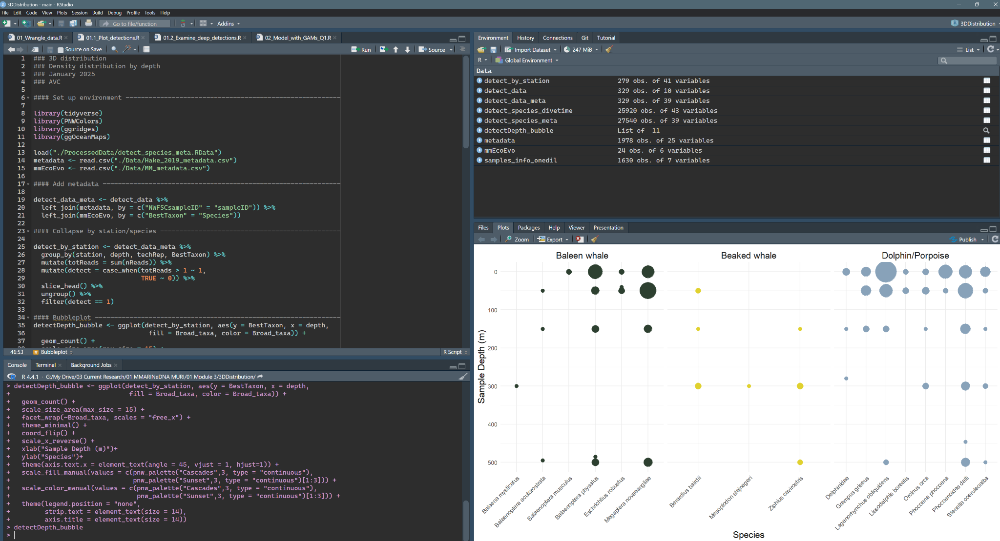 3DDistribution - main - RStudio
File Edit Code View Plots Session Build Debug Profile Tools Help
Go to file/function Addins 3DDistribution
01_Wrangle_data.R 01.1_Plot_detections.R 01.2_Examine_deep_detections.R 02_Model_with_GAMs_Q1.R
Source on Save Run Source
1 ### 3D distribution
2 ### Density distribution by depth
3 ### January 2025
4 ### AVC
5
6 #### Set up environment ----------------------------------------------------
7
8 library(tidyverse)
9 library(PNWColors)
10 library(ggridges)
11 library(ggOceanMaps)
12
13 load("./ProcessedData/detect_species_meta.RData")
14 metadata <- read.csv("./Data/Hake_2019_metadata.csv")
15 mmEcoEvo <- read.csv("./Data/MM_metadata.csv")
16
17 #### Add metadata ----------------------------------------------------------
18
19 detect_data_meta <- detect_data %>%
20 left_join(metadata, by = c("NWFSCsampleID" = "sampleID")) %>%
21 left_join(mmEcoEvo, by = c("BestTaxon" = "Species"))
22
23 #### Collapse by station/species -------------------------------------------
24
25 detect_by_station <- detect_data_meta %>%
26 group_by(station, depth, techRep, BestTaxon) %>%
27 mutate(totReads = sum(nReads)) %>%
28 mutate(detect = case_when(totReads > 1 ~ 1,
29 TRUE ~ 0)) %>%
30 slice_head() %>%
31 ungroup() %>%
32 filter(detect == 1)
33
34 #### Bubbleplot ------------------------------------------------------------
35 detectDepth_bubble <- ggplot(detect_by_station, aes(y = BestTaxon, x = depth,
36 fill = Broad_taxa, color = Broad_taxa)) +
37 geom_count() +
46:53 Bubbleplot R Script
Console Terminal Background Jobs
R 4.4.1 · G:/My Drive/03 Current Research/01 MMARINeDNA MURI/01 Module 3/3DDistribution/
> detectDepth_bubble <- ggplot(detect_by_station, aes(y = BestTaxon, x = depth,
+ fill = Broad_taxa, color = Broad_taxa)) +
+ geom_count() +
+ scale_size_area(max_size = 15) +
+ facet_wrap(~Broad_taxa, scales = "free_x") +
+ theme_minimal() +
+ coord_flip() +
+ scale_x_reverse() +
+ xlab("Sample Depth (m)")+
+ ylab("Species")+
+ theme(axis.text.x = element_text(angle = 45, vjust = 1, hjust=1)) +
+ scale_fill_manual(values = c(pnw_palette("Cascades",3, type = "continuous"),
+ pnw_palette("Sunset",3, type = "continuous")[1:3])) +
+ scale_color_manual(values = c(pnw_palette("Cascades",3, type = "continuous"),
+ pnw_palette("Sunset",3, type = "continuous")[1:3])) +
+ theme(legend.position = "none",
+ strip.text = element_text(size = 14),
+ axis.title = element_text(size = 14))
> detectDepth_bubble
>
Environment History Connections Git Tutorial
Import Dataset 247 MiB List
R Global Environment
Data
detect_by_station 279 obs. of 41 variables
detect_data 329 obs. of 10 variables
detect_data_meta 329 obs. of 39 variables
detect_species_divetime 25920 obs. of 43 variables
detect_species_meta 27540 obs. of 39 variables
detectDepth_bubble List of 11
metadata 1978 obs. of 25 variables
mmEcoEvo 24 obs. of 6 variables
samples_info_onedil 1630 obs. of 7 variables
Files Plots Packages Help Viewer Presentation
Zoom Export Publish
Baleen whale Beaked whale Dolphin/Porpoise
0
100
200
300
400
500
Sample Depth (m)
Balaena mysticetus
Balaenoptera acutorostrata
Balaenoptera musculus
Balaenoptera physalus
Eschrichtius robustus
Megaptera novaeangliae
Berardius bairdii
Mesoplodon stejnegeri
Ziphius cavirostris
Delphinidae
Grampus griseus
Lagenorhynchus obliquidens
Lissodelphis borealis
Orcinus orca
Phocoena phocoena
Phocoenoides dalli
Stenella coeruleoalba
Species